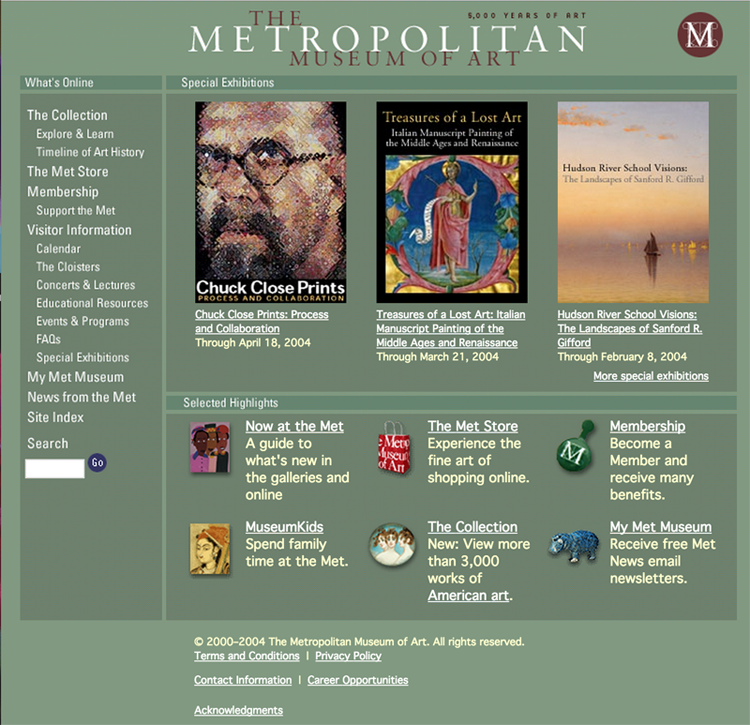 THE
5,000 YEARS OF ART
METROPOLITAN
MUSEUM OF ART
M
What's Online
The Collection
Explore & Learn
Timeline of Art History
The Met Store
Membership
Support the Met
Visitor Information
Calendar
The Cloisters
Concerts & Lectures
Educational Resources
Events & Programs
FAQs
Special Exhibitions
My Met Museum
News from the Met
Site Index
Search
Go
Special Exhibitions
Chuck Close Prints
PROCESS AND COLLABORATION
Chuck Close Prints: Process
and Collaboration
Through April 18, 2004
Treasures of a Lost Art
Italian Manuscript Painting of
the Middle Ages and Renaissance
Treasures of a Lost Art: Italian
Manuscript Painting of the
Middle Ages and Renaissance
Through March 21, 2004
Hudson River School Visions:
The Landscapes of Sanford R. Gifford
Hudson River School Visions:
The Landscapes of Sanford R.
Gifford
Through February 8, 2004
More special exhibitions
Selected Highlights
Now at the Met
A guide to
what's new in
the galleries and
online
the Metro
Museum
of Art
The Met Store
Experience the
fine art of
shopping online.
M
Membership
Become a
Member and
receive many
benefits.
MuseumKids
Spend family
time at the Met.
The Collection
New: View more
than 3,000
works of
American art.
My Met Museum
Receive free Met
News email
newsletters.
© 2000–2004 The Metropolitan Museum of Art. All rights reserved.
Terms and Conditions | Privacy Policy
Contact Information | Career Opportunities
Acknowledgments